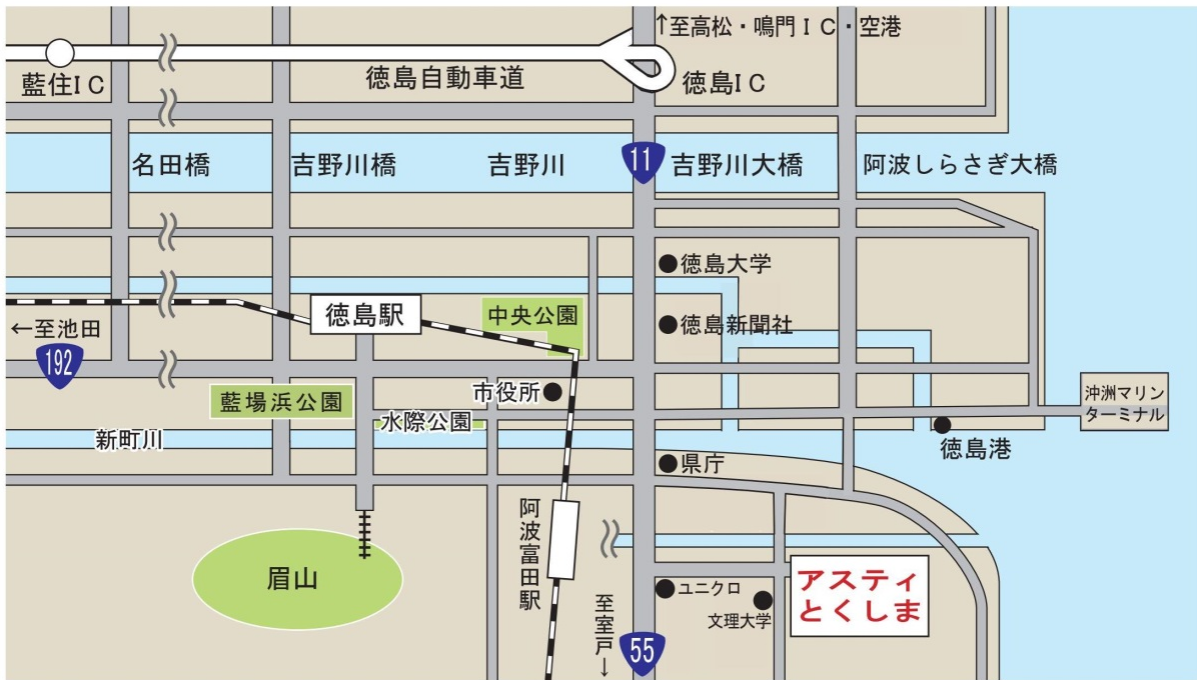 ↑至高松・鳴門IC・空港
藍住IC
徳島自動車道
徳島IC
名田橋
吉野川橋
吉野川
11
吉野川大橋
阿波しらさぎ大橋
徳島大学
徳島駅
中央公園
徳島新聞社
←至池田
192
藍場浜公園
市役所
水際公園
沖洲マリン
ターミナル
新町川
徳島港
県庁
阿波富田駅
眉山
ユニクロ
文理大学
アスティ
とくしま
至室戸↓
55